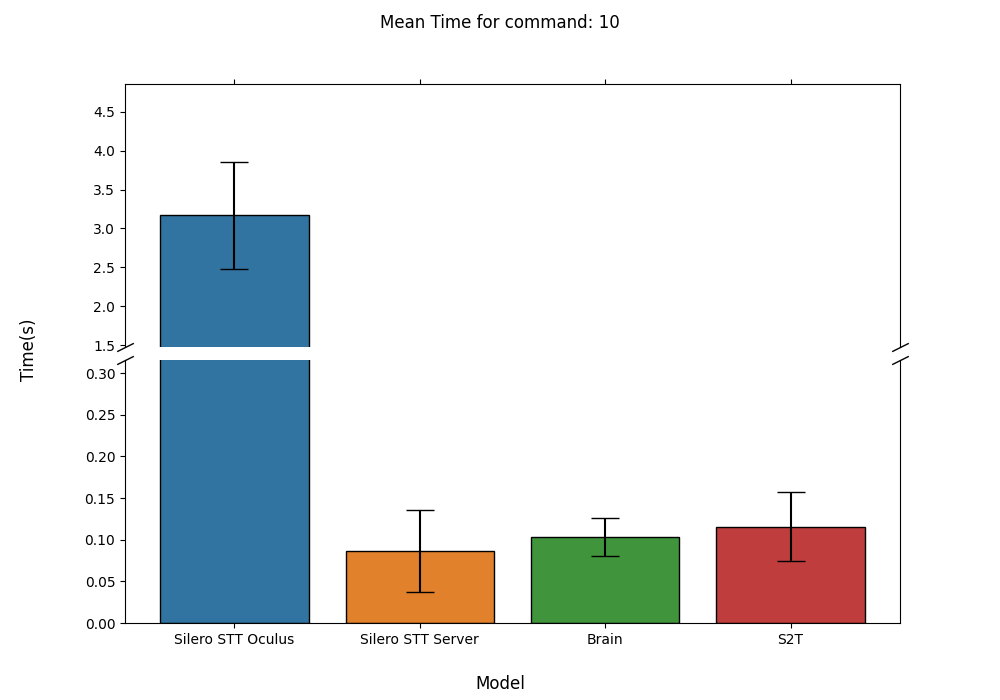 Mean Time for command: 10
4.5
4.0
3.5
3.0
2.5
2.0
1.5
0.30
0.25
0.20
0.15
0.10
0.05
0.00
Time(s)
Silero STT Oculus
Silero STT Server
Brain
S2T
Model